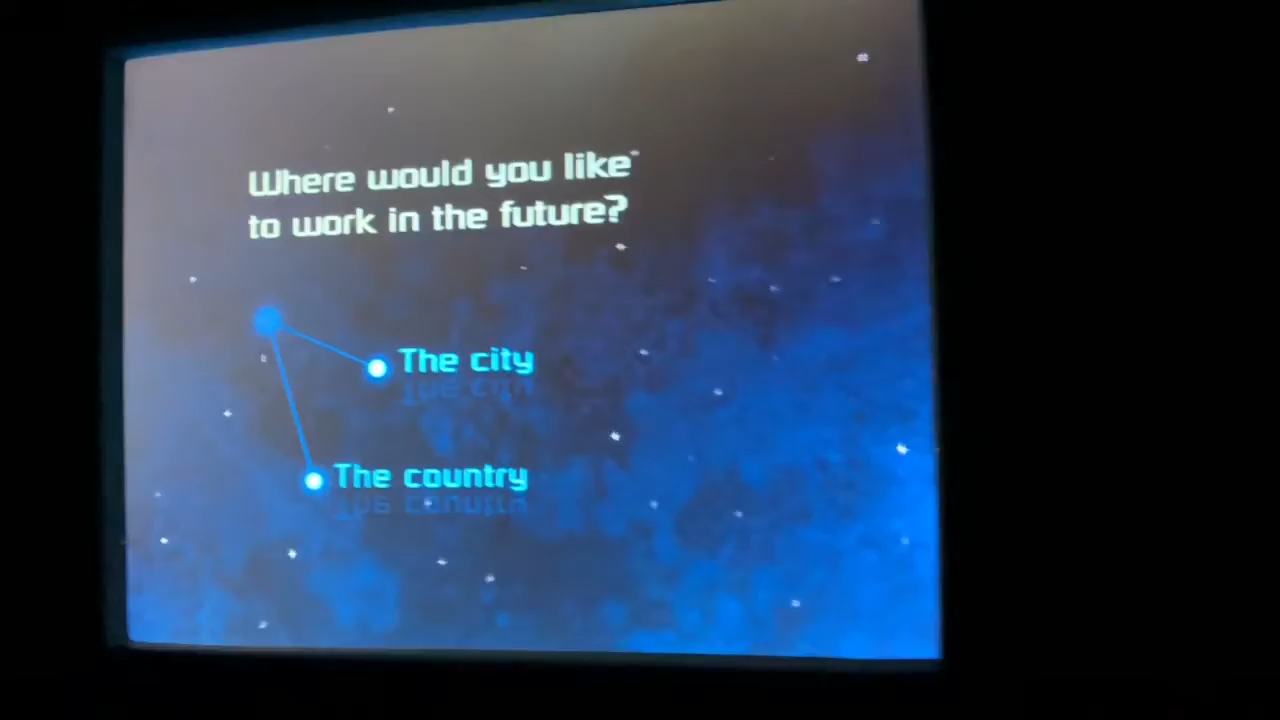 Where would you like
to work in the future?
The city
The country